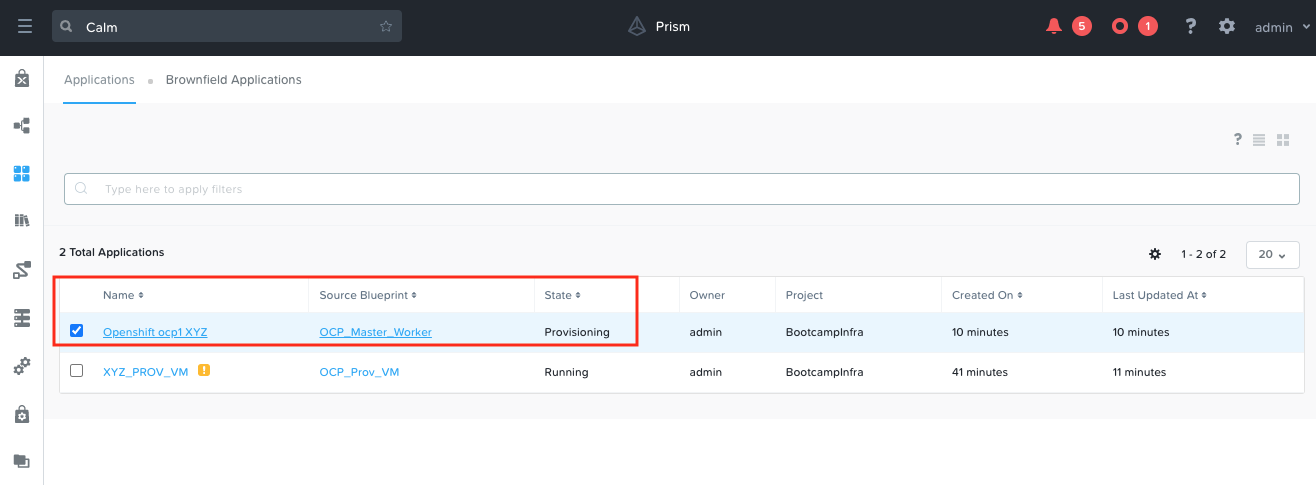 Calm
Prism
5
1
?
admin
Applications
Brownfield Applications
?
Type here to apply filters
2 Total Applications
1 - 2 of 2
20
Name Source Blueprint State Owner Project Created On Last Updated At
Openshift ocp1 XYZ OCP_Master_Worker Provisioning admin BootcampInfra 10 minutes 10 minutes
XYZ_PROV_VM ! OCP_Prov_VM Running admin BootcampInfra 41 minutes 11 minutes